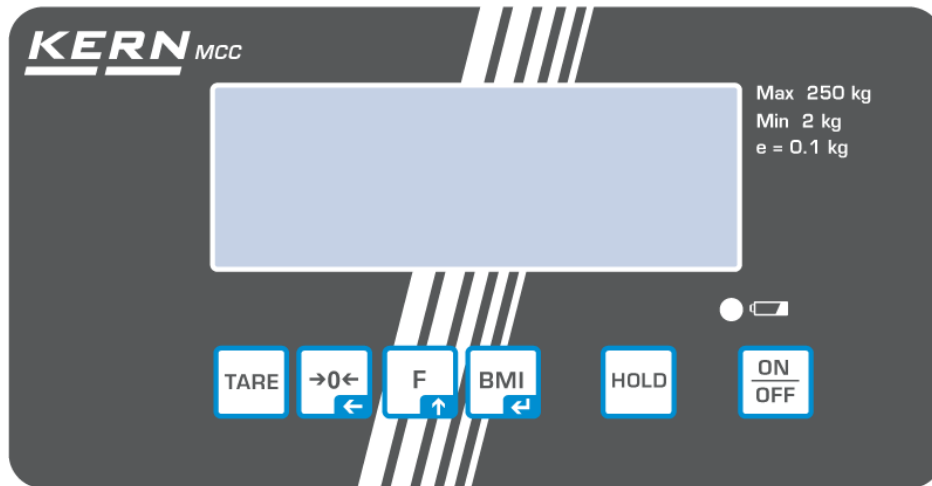 KERN MCC
Max 250 kg
Min 2 kg
e = 0.1 kg
TARE
→0←
F
BMI
HOLD
ON
OFF